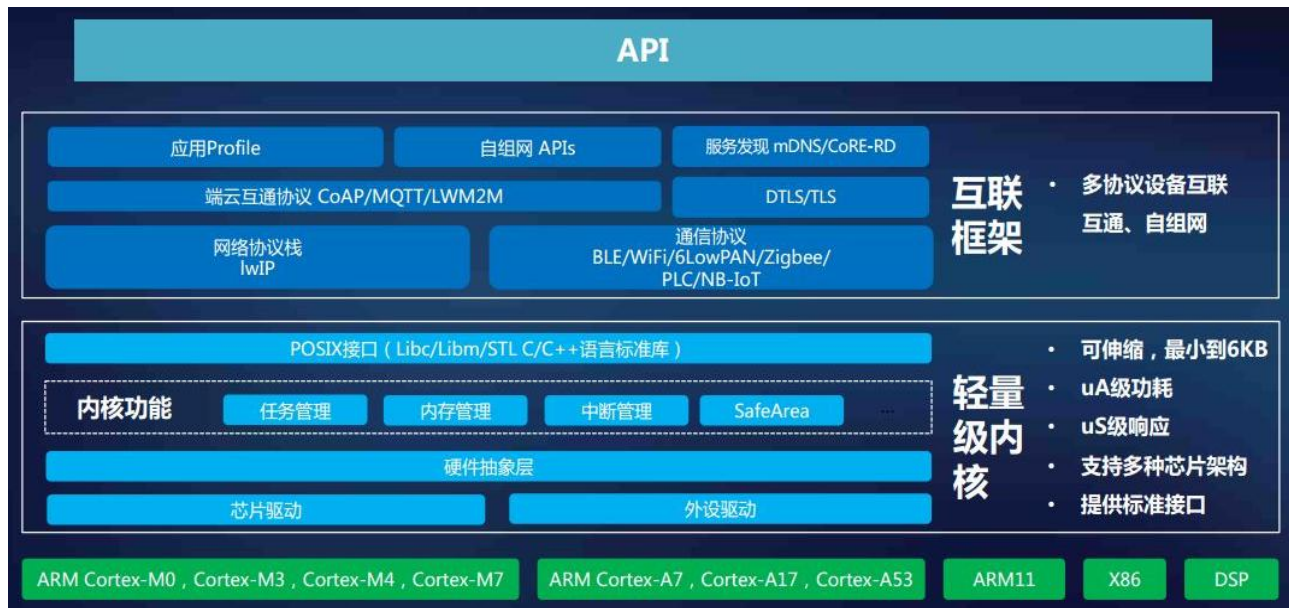 API
应用Profile
自组网 APIs
服务发现 mDNS/CoRE-RD
端云互通协议 CoAP/MQTT/LWM2M
DTLS/TLS
网络协议栈
lwIP
通信协议
BLE/WiFi/6LowPAN/Zigbee/
PLC/NB-IoT
互联
框架
• 多协议设备互联
互通、自组网
POSIX接口（Libc/Libm/STL C/C++语言标准库）
内核功能
任务管理
内存管理
中断管理
SafeArea
...
硬件抽象层
芯片驱动
外设驱动
轻量
级内
核
• 可伸缩，最小到6KB
• uA级功耗
• uS级响应
• 支持多种芯片架构
• 提供标准接口
ARM Cortex-M0，Cortex-M3，Cortex-M4，Cortex-M7
ARM Cortex-A7，Cortex-A17，Cortex-A53
ARM11
X86
DSP